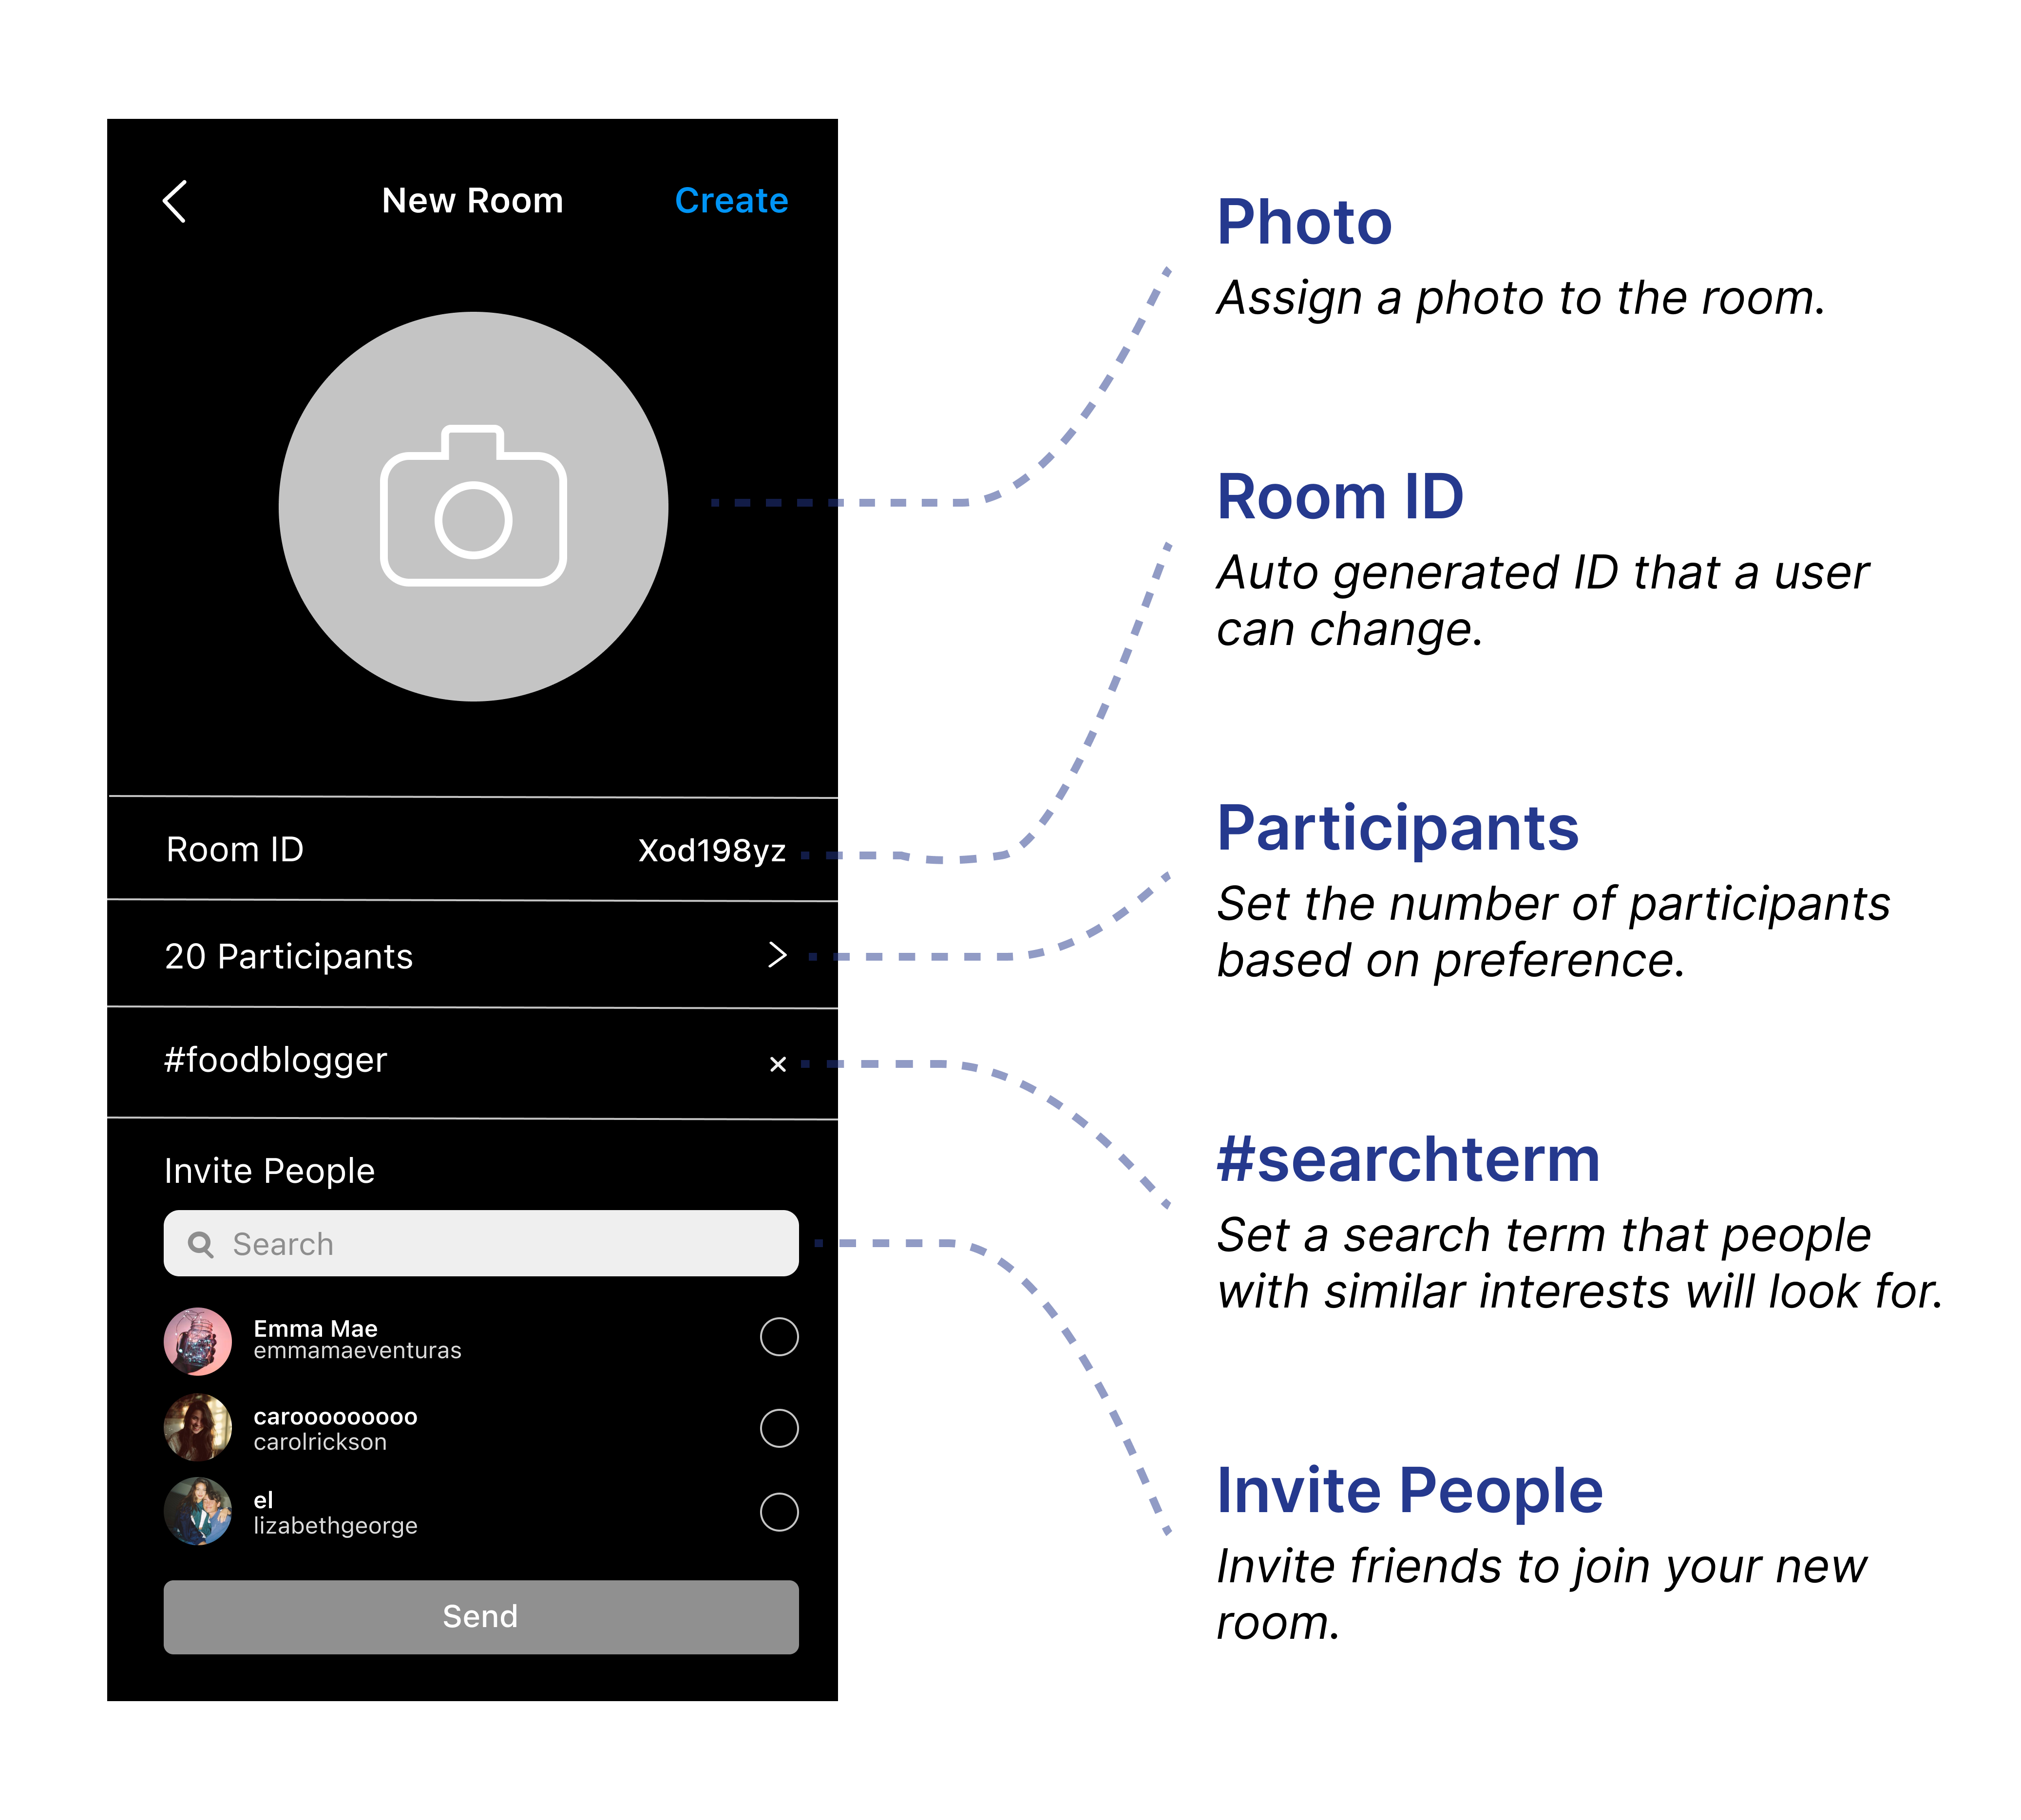 New Room
Create
Room ID
Xod198yz
20 Participants
#foodblogger
Invite People
Search
Emma Mae
emmamaeventuras
carooooooooo
carolrickson
el
lizabethgeorge
Send
Photo
Assign a photo to the room.
Room ID
Auto generated ID that a user
can change.
Participants
Set the number of participants
based on preference.
#searchterm
Set a search term that people
with similar interests will look for.
Invite People
Invite friends to join your new
room.